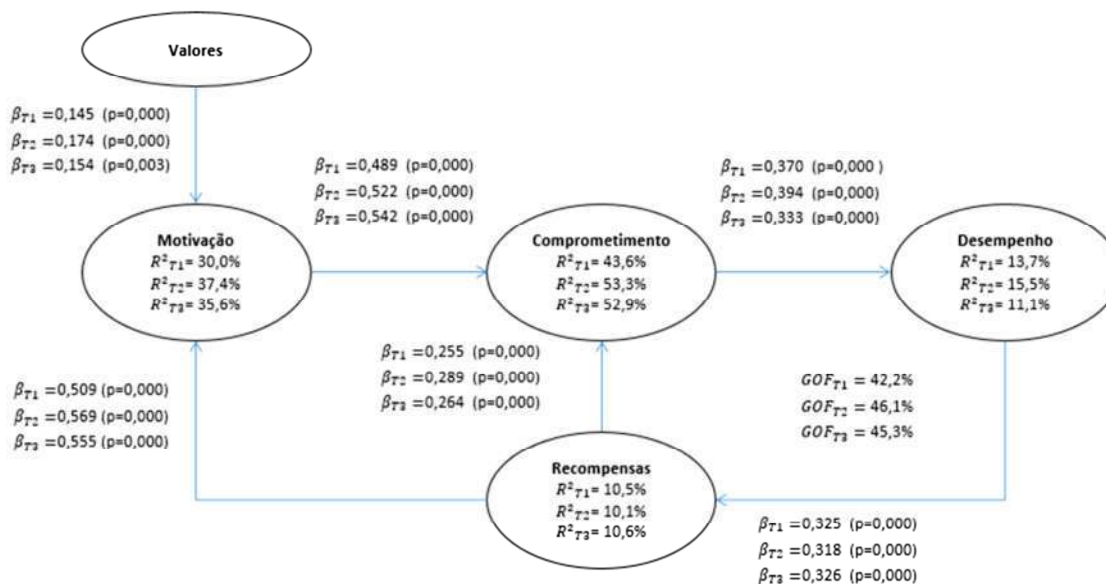 Valores
β_T1 =0,145 (p=0,000)
β_T2 =0,174 (p=0,000)
β_T3 =0,154 (p=0,003)
β_T1 =0,489 (p=0,000)
β_T2 =0,522 (p=0,000)
β_T3 =0,542 (p=0,000)
β_T1 =0,370 (p=0,000 )
β_T2 =0,394 (p=0,000)
β_T3 =0,333 (p=0,000)
Motivação
R²_T1= 30,0%
R²_T2= 37,4%
R²_T3= 35,6%
Comprometimento
R²_T1= 43,6%
R²_T2= 53,3%
R²_T3= 52,9%
Desempenho
R²_T1= 13,7%
R²_T2= 15,5%
R²_T3= 11,1%
β_T1 =0,509 (p=0,000)
β_T2 =0,569 (p=0,000)
β_T3 =0,555 (p=0,000)
β_T1 =0,255 (p=0,000)
β_T2 =0,289 (p=0,000)
β_T3 =0,264 (p=0,000)
GOF_T1 = 42,2%
GOF_T2 = 46,1%
GOF_T3 = 45,3%
Recompensas
R²_T1= 10,5%
R²_T2= 10,1%
R²_T3= 10,6%
β_T1 =0,325 (p=0,000)
β_T2 =0,318 (p=0,000)
β_T3 =0,326 (p=0,000)